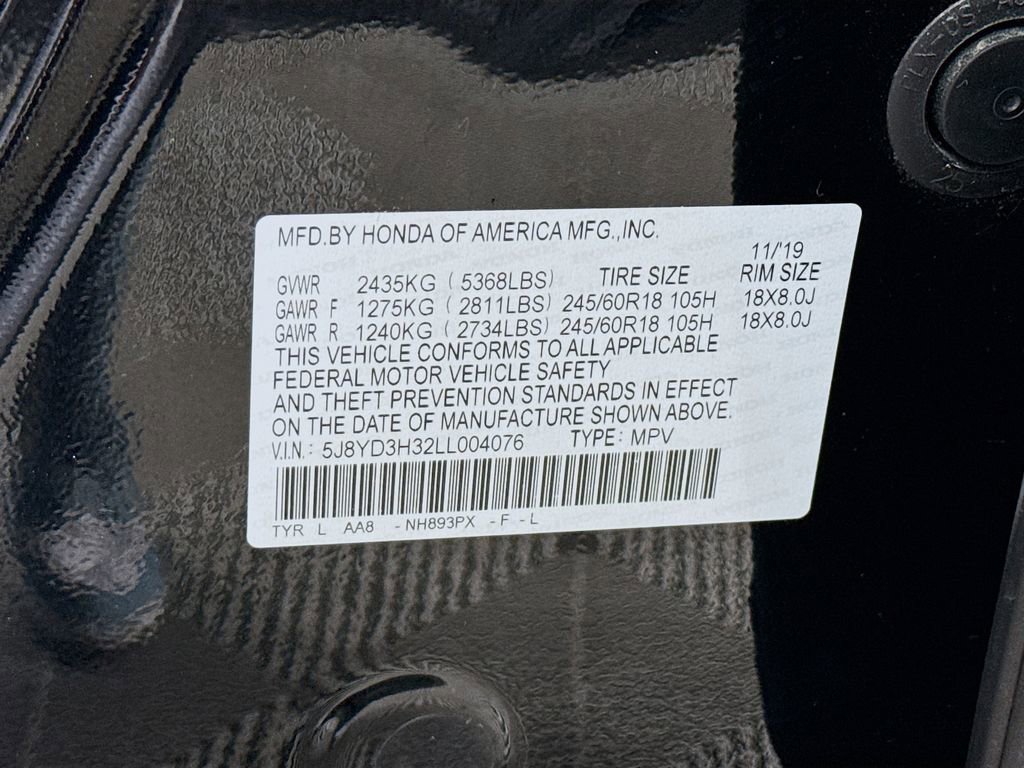 MFD.BY HONDA OF AMERICA MFG.,INC.
11/'19
GVWR 2435KG (5368LBS) TIRE SIZE RIM SIZE
GAWR F 1275KG (2811LBS) 245/60R18 105H 18X8.0J
GAWR R 1240KG (2734LBS) 245/60R18 105H 18X8.0J
THIS VEHICLE CONFORMS TO ALL APPLICABLE
FEDERAL MOTOR VEHICLE SAFETY
AND THEFT PREVENTION STANDARDS IN EFFECT
ON THE DATE OF MANUFACTURE SHOWN ABOVE.
V.I.N.: 5J8YD3H32LL004076 TYPE: MPV
TYR L AA8 -NH893PX -F -L